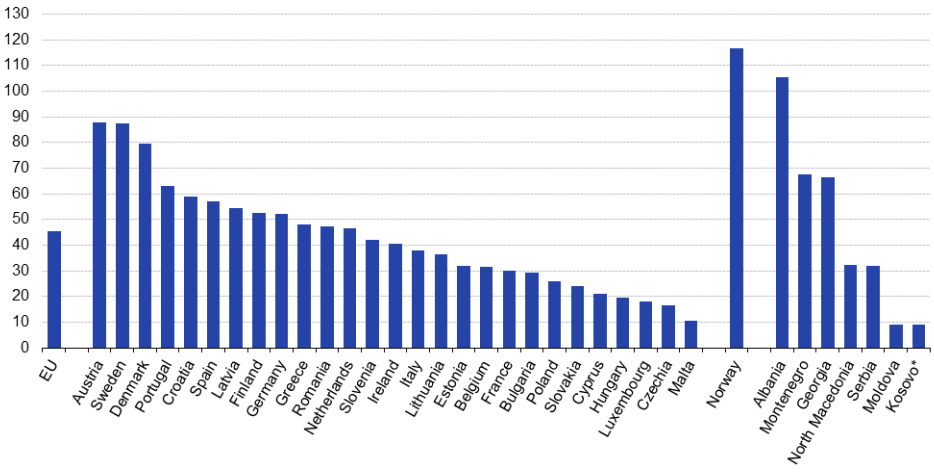 130
120
110
100
90
80
70
60
50
40
30
20
10
0
EU
Austria
Sweden
Denmark
Portugal
Croatia
Spain
Latvia
Finland
Germany
Greece
Romania
Netherlands
Slovenia
Ireland
Italy
Lithuania
Estonia
Belgium
France
Bulgaria
Poland
Slovakia
Cyprus
Hungary
Luxembourg
Czechia
Malta
Norway
Albania
Montenegro
Georgia
North Macedonia
Serbia
Moldova
Kosovo*